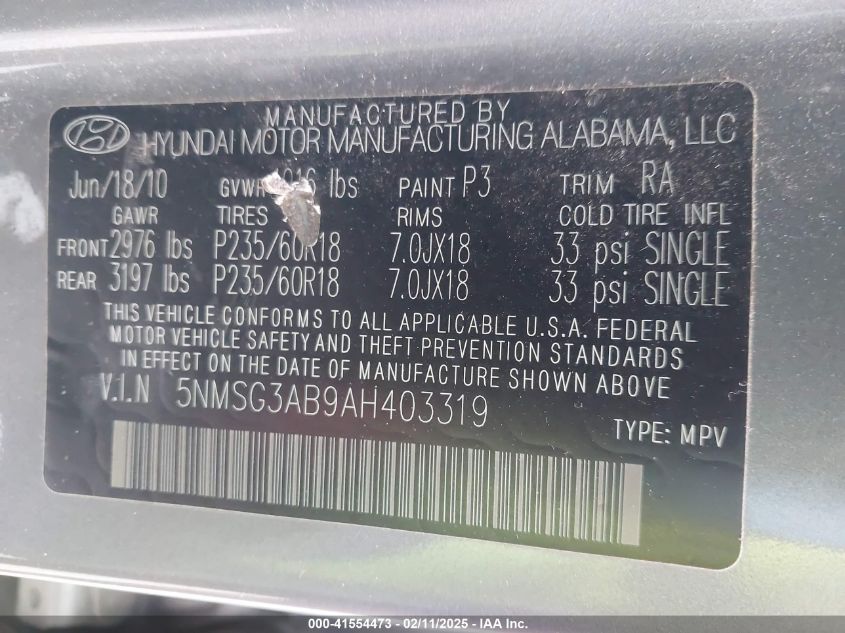 MANUFACTURED BY
HYUNDAI MOTOR MANUFACTURING ALABAMA, LLC
Jun/18/10 GVWR lbs PAINT P3 TRIM RA
GAWR TIRES RIMS COLD TIRE INFL
FRONT 2976 lbs P235/60R18 7.0JX18 33 psi SINGLE
REAR 3197 lbs P235/60R18 7.0JX18 33 psi SINGLE
THIS VEHICLE CONFORMS TO ALL APPLICABLE U.S.A. FEDERAL
MOTOR VEHICLE SAFETY AND THEFT PREVENTION STANDARDS
IN EFFECT ON THE DATE OF MANUFACTURE SHOWN ABOVE
V.I.N 5NMSG3AB9AH403319
TYPE: MPV
000-41554473 - 02/11/2025 - IAA Inc.